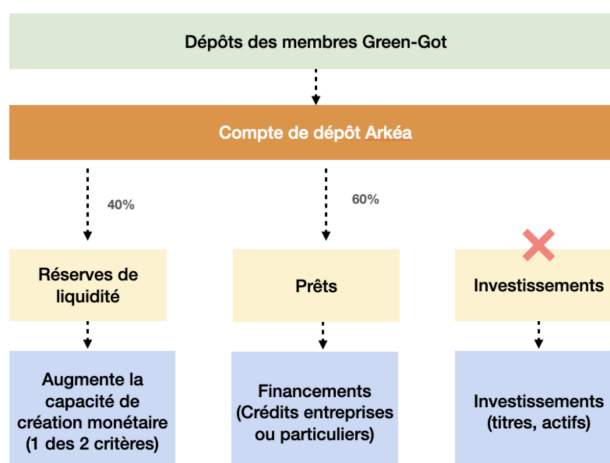 Dépôts des membres Green-Got
Compte de dépôt Arkéa
40%
60%
Réserves de
liquidité
Prêts
Investissements
Augmente la
capacité de
création monétaire
(1 des 2 critères)
Financements
(Crédits entreprises
ou particuliers)
Investissements
(titres, actifs)